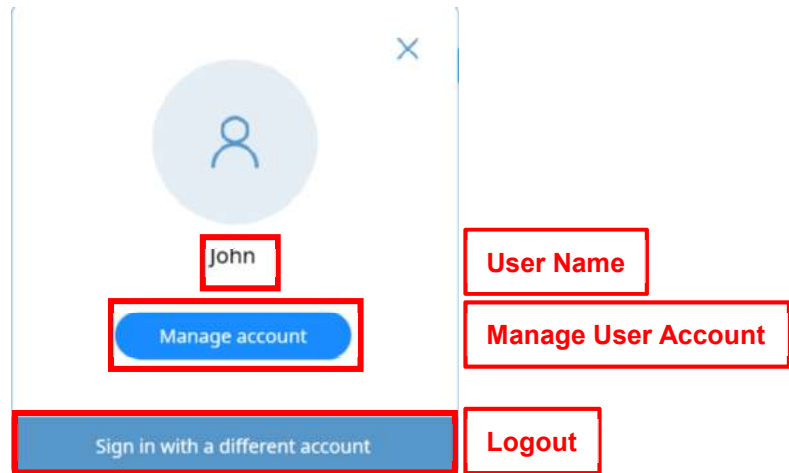 John
User Name
Manage account
Manage User Account
Sign in with a different account
Logout